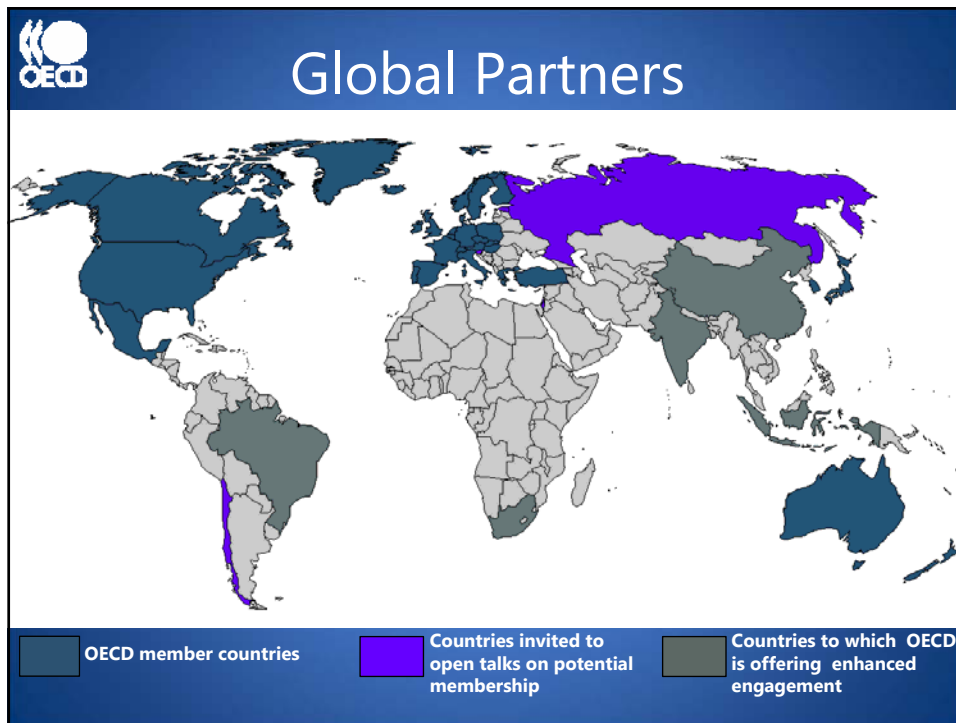 OECD
Global Partners
OECD member countries
Countries invited to
open talks on potential
membership
Countries to which OECD
is offering enhanced
engagement